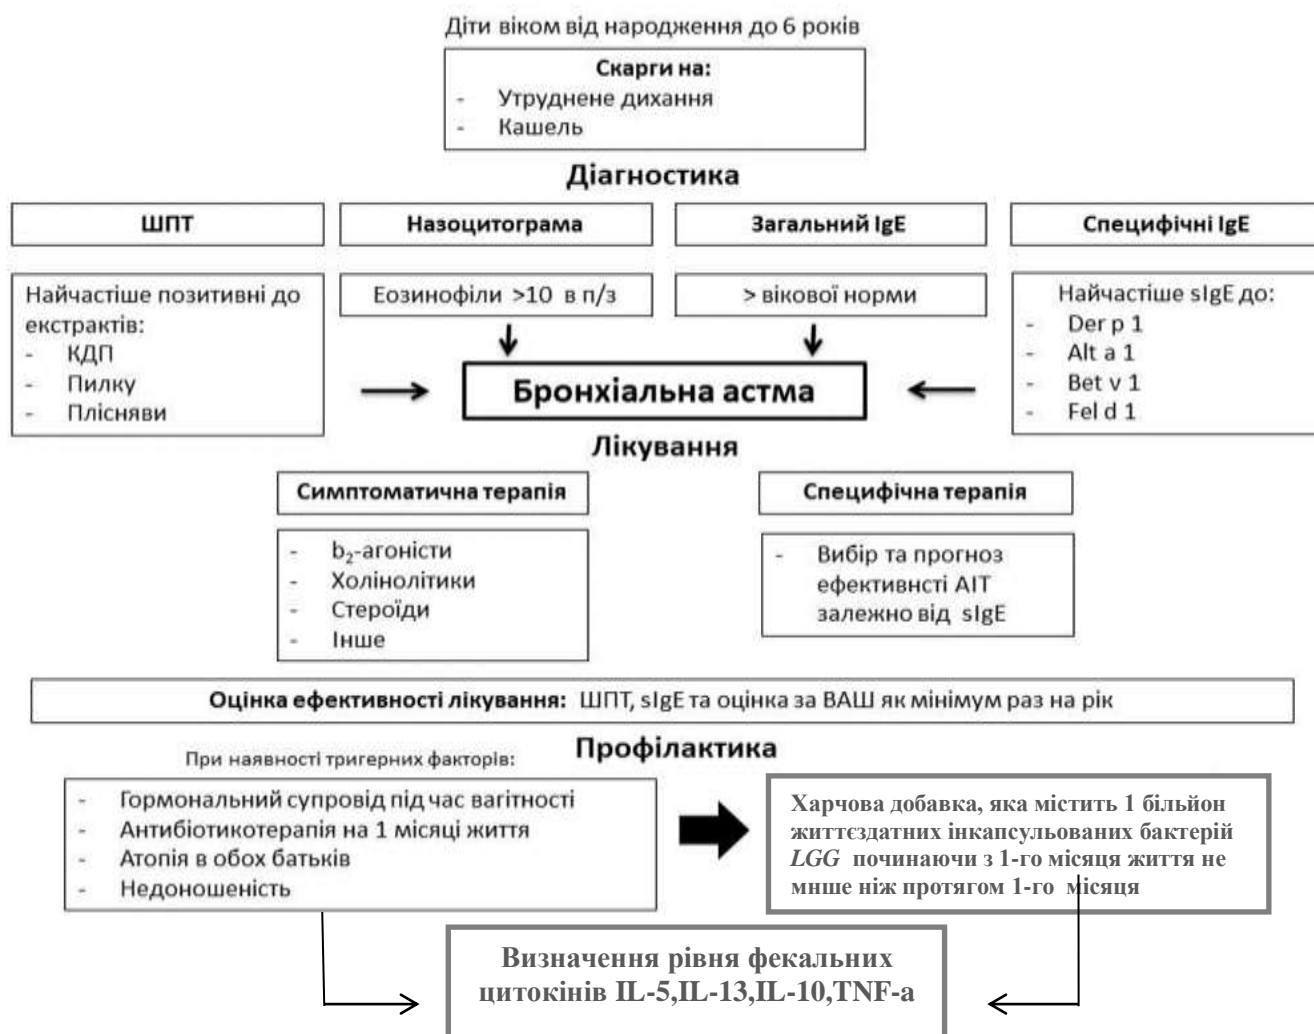 Діти віком від народження до 6 років
Скарги на:
- Утруднене дихання
- Кашель
Діагностика
ШПТ
Назоцитограма
Загальний IgE
Специфічні IgE
Найчастіше позитивні до
екстрактів:
- КДП
- Пилку
- Плісняви
Еозинофіли >10 в п/з
> вікової норми
Найчастіше sIgE до:
- Der p 1
- Alt a 1
- Bet v 1
- Fel d 1
Бронхіальна астма
Лікування
Симптоматична терапія
Специфічна терапія
- b₂-агоністи
- Холінолітики
- Стероїди
- Інше
- Вибір та прогноз
ефективнсті АІТ
залежно від sIgE
Оцінка ефективності лікування: ШПТ, sIgE та оцінка за ВАШ як мінімум раз на рік
Профілактика
При наявності тригерних факторів:
- Гормональний супровід під час вагітності
- Антибіотикотерапія на 1 місяці життя
- Атопія в обох батьків
- Недоношеність
Харчова добавка, яка містить 1 більйон
життєздатних інкапсульованих бактерій
LGG починаючи з 1-го місяця життя не
мнше ніж протягом 1-го місяця
Визначення рівня фекальних
цитокінів IL-5,IL-13,IL-10,TNF-a